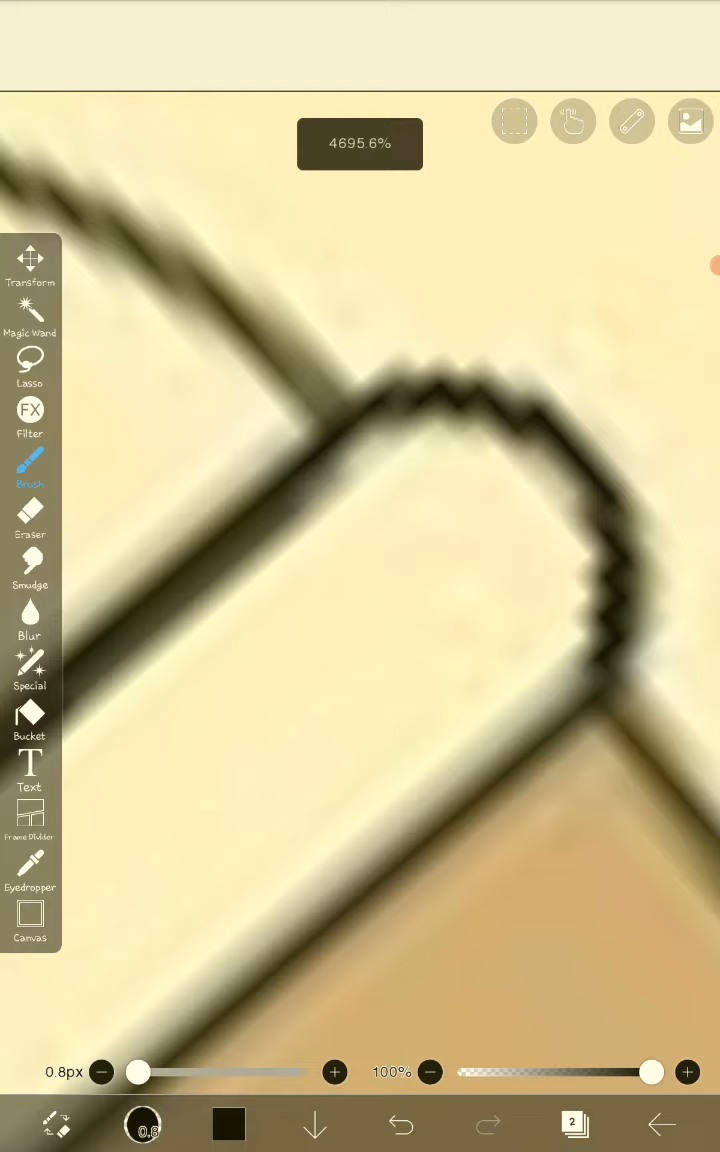 4695.6%
Transform
Magic Wand
Lasso
FX
Filter
Brush
Eraser
Smudge
Blur
Special
Bucket
T
Text
Frame Divider
Eyedropper
Canvas
0.8px
100%
0.8
2